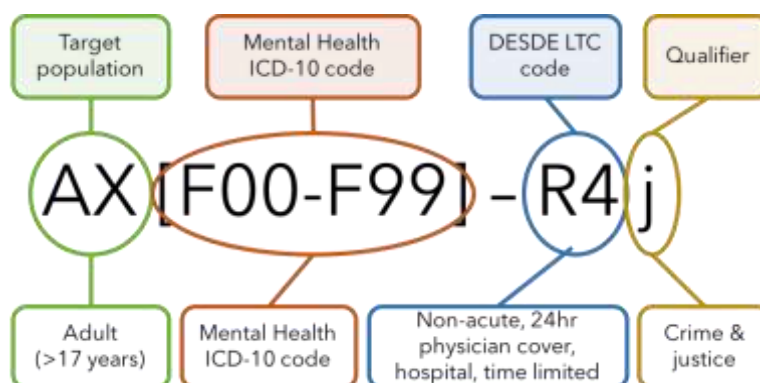 Target
population
Mental Health
ICD-10 code
DESDE LTC
code
Qualifier
AX [F00-F99] – R4 j
Adult
(>17 years)
Mental Health
ICD-10 code
Non-acute, 24hr
physician cover,
hospital, time limited
Crime &
justice